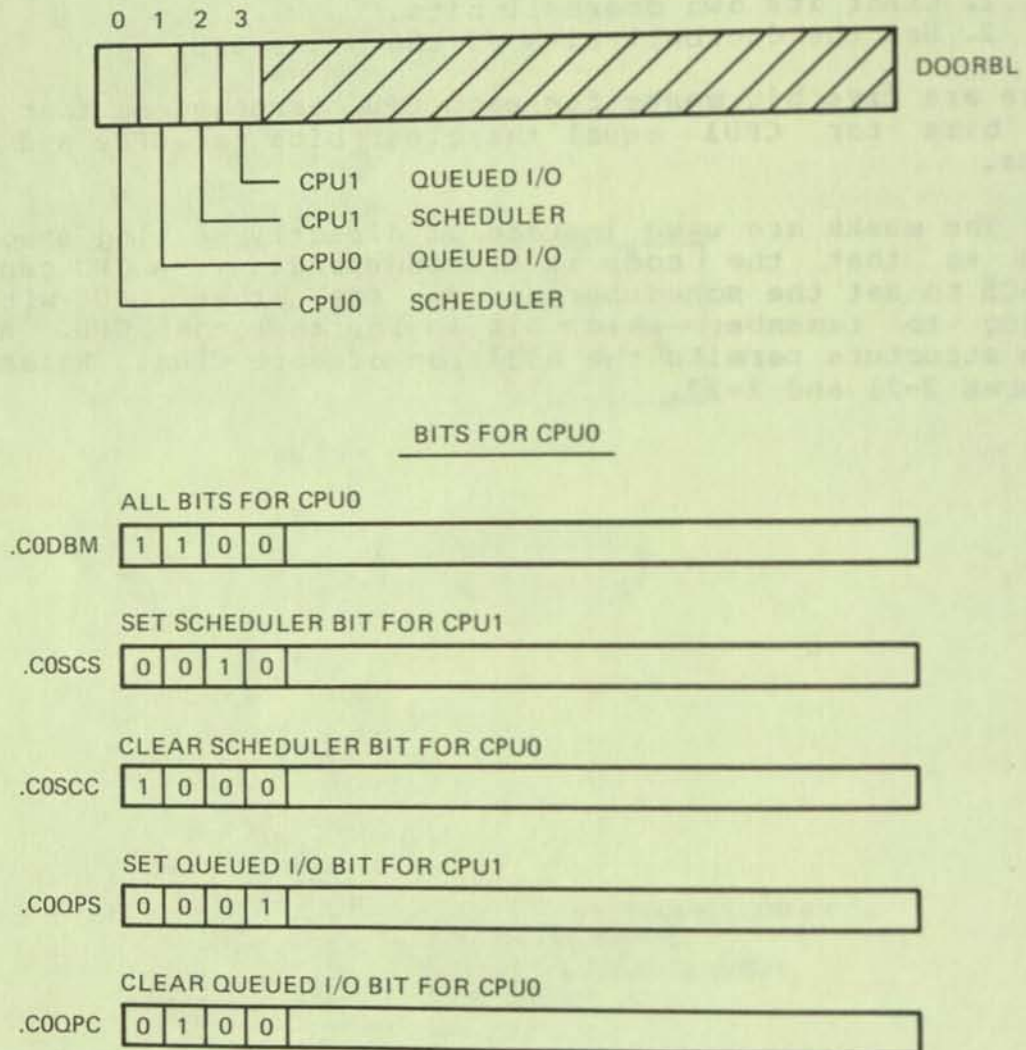 0 1 2 3
DOORBL
CPU1 QUEUED I/O
CPU1 SCHEDULER
CPU0 QUEUED I/O
CPU0 SCHEDULER
BITS FOR CPU0
ALL BITS FOR CPU0
.C0DBM 1 1 0 0
SET SCHEDULER BIT FOR CPU1
.C0SCS 0 0 1 0
CLEAR SCHEDULER BIT FOR CPU0
.C0SCC 1 0 0 0
SET QUEUED I/O BIT FOR CPU1
.C0QPS 0 0 0 1
CLEAR QUEUED I/O BIT FOR CPU0
.C0QPC 0 1 0 0